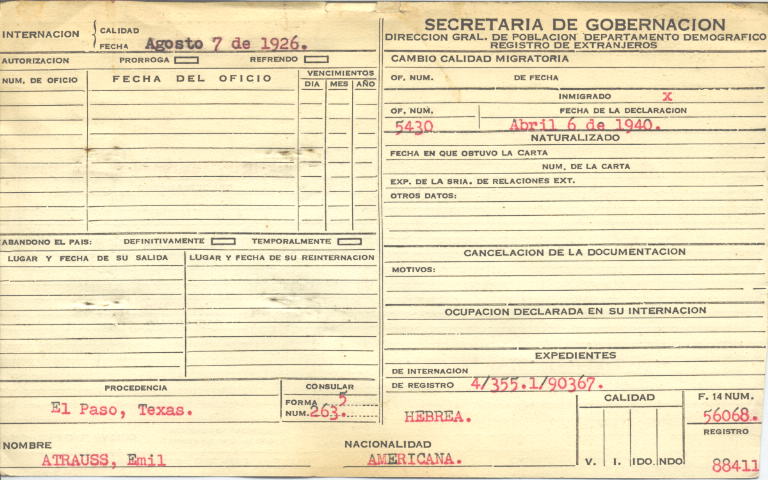 INTERNACION
CALIDAD
FECHA Agosto 7 de 1926.
AUTORIZACION PRORROGA REFRENDO
NUM. DE OFICIO FECHA DEL OFICIO VENCIMIENTOS
DIA MES AÑO
ABANDONO EL PAIS: DEFINITIVAMENTE TEMPORALMENTE
LUGAR Y FECHA DE SU SALIDA LUGAR Y FECHA DE SU REINTERNACION
PROCEDENCIA CONSULAR
El Paso, Texas. FORMA 5
NUM. 263.
NOMBRE
ATRAUSS, Emil
SECRETARIA DE GOBERNACION
DIRECCION GRAL. DE POBLACION DEPARTAMENTO DEMOGRAFICO
REGISTRO DE EXTRANJEROS
CAMBIO CALIDAD MIGRATORIA
OF. NUM. DE FECHA
INMIGRADO x
OF. NUM. FECHA DE LA DECLARACION
5430 Abril 6 de 1940.
NATURALIZADO
FECHA EN QUE OBTUVO LA CARTA
NUM. DE LA CARTA
EXP. DE LA SRIA. DE RELACIONES EXT.
OTROS DATOS:
CANCELACION DE LA DOCUMENTACION
MOTIVOS:
OCUPACION DECLARADA EN SU INTERNACION
EXPEDIENTES
DE INTERNACION
DE REGISTRO 4/355.1/90367.
HEBREA. CALIDAD F. 14 NUM.
56068.
NACIONALIDAD REGISTRO
AMERICANA. V. I. IDO. NDO 88411